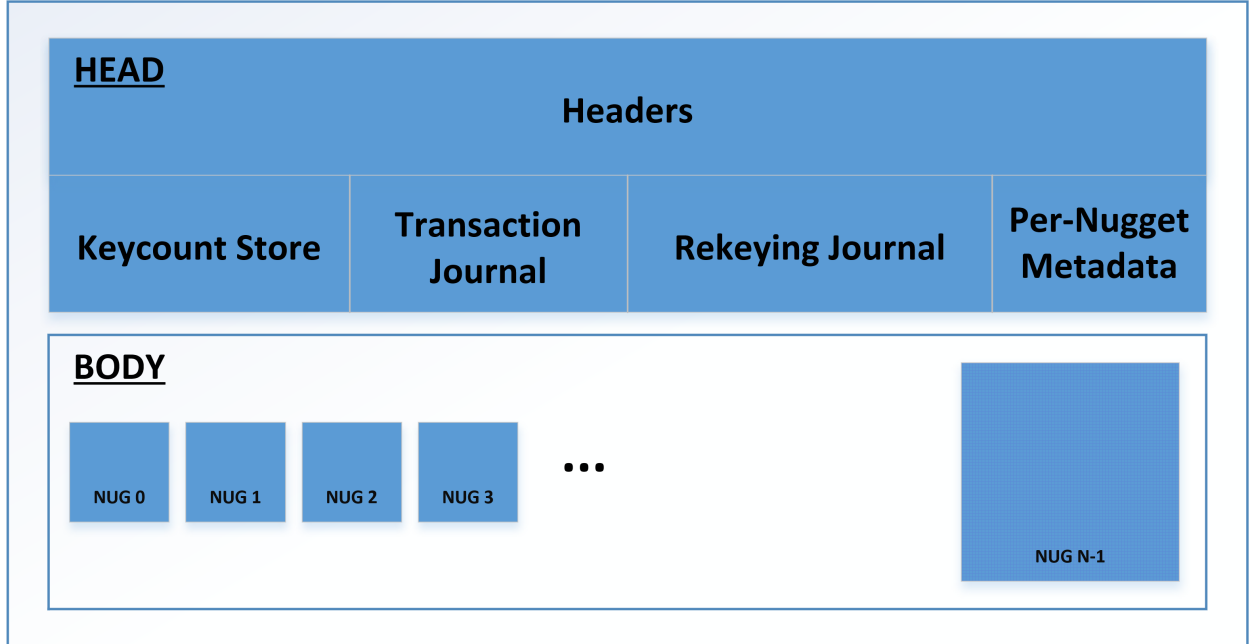 HEAD
Headers
Keycount Store
Transaction
Journal
Rekeying Journal
Per-Nugget
Metadata
BODY
NUG 0
NUG 1
NUG 2
NUG 3
...
NUG N-1